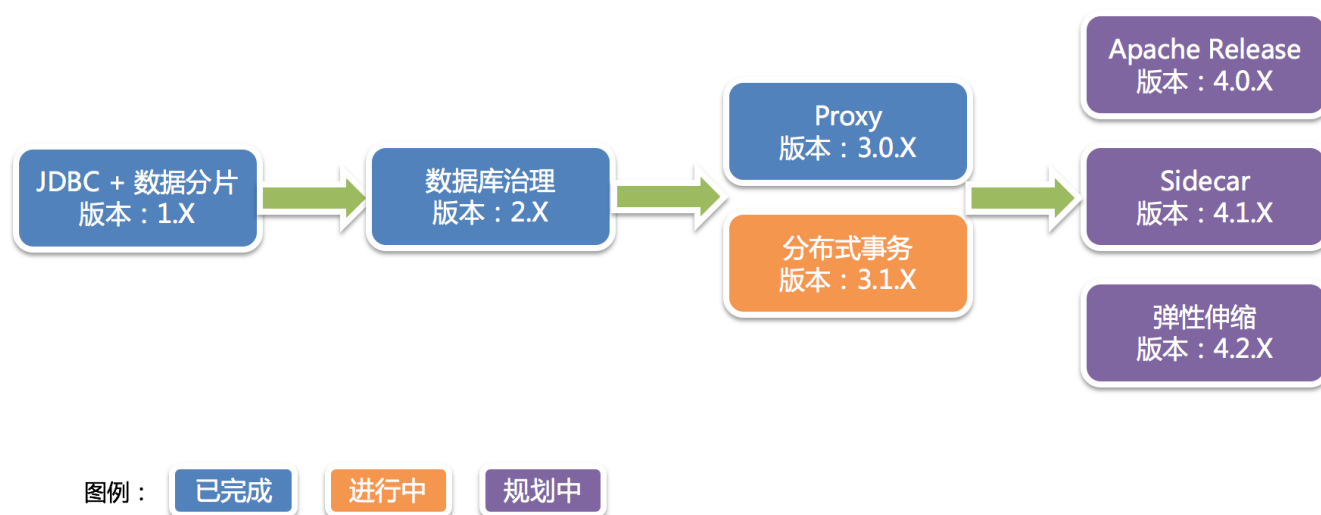 JDBC + 数据分片
版本：1.X
数据库治理
版本：2.X
Proxy
版本：3.0.X
分布式事务
版本：3.1.X
Apache Release
版本：4.0.X
Sidecar
版本：4.1.X
弹性伸缩
版本：4.2.X
图例： 已完成 进行中 规划中